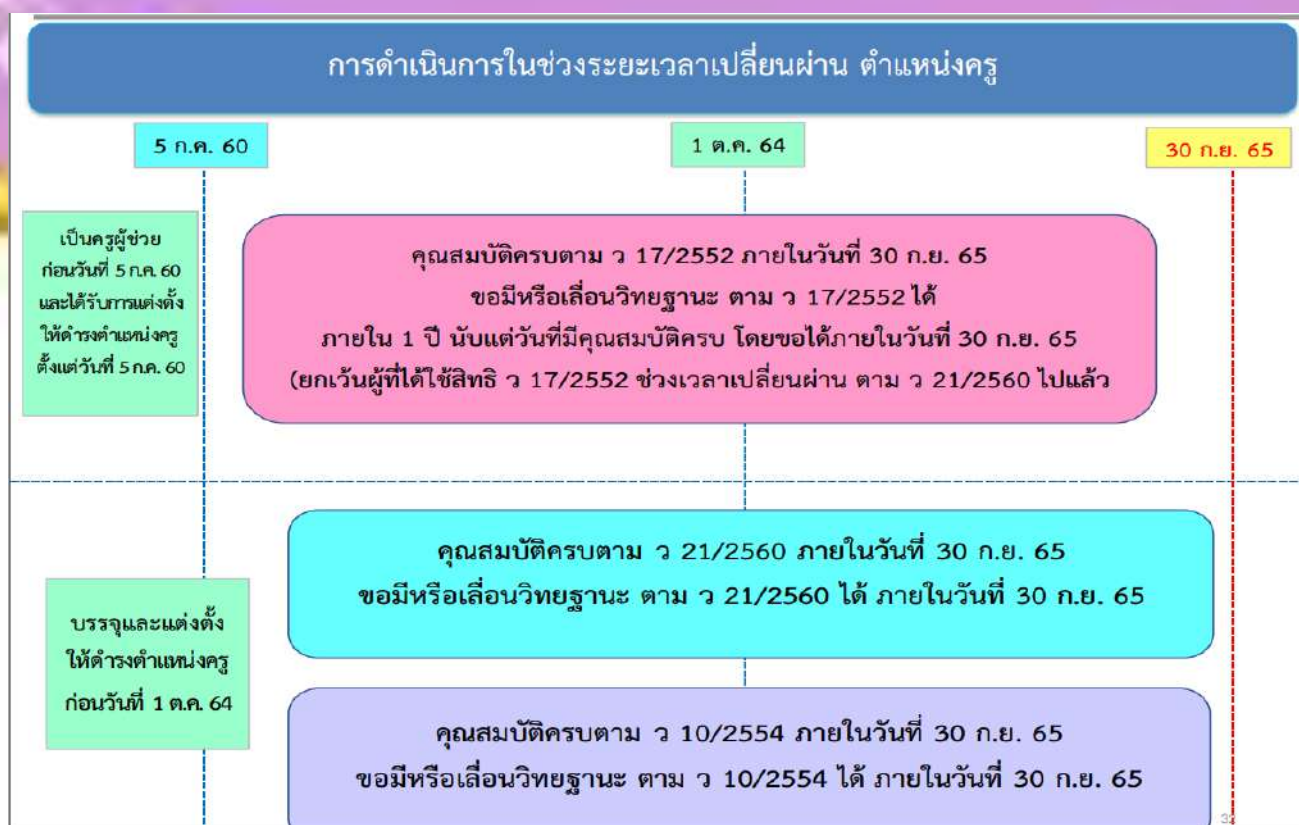 การดำเนินการในช่วงระยะเวลาเปลี่ยนผ่าน ตำแหน่งครู
5 ก.ค. 60
1 ต.ค. 64
30 ก.ย. 65
เป็นครูผู้ช่วย
ก่อนวันที่ 5 ก.ค. 60
และได้รับการแต่งตั้ง
ให้ดำรงตำแหน่งครู
ตั้งแต่วันที่ 5 ก.ค. 60
คุณสมบัติครบตาม ว 17/2552 ภายในวันที่ 30 ก.ย. 65
ขอมีหรือเลื่อนวิทยฐานะ ตาม ว 17/2552 ได้
ภายใน 1 ปี นับแต่วันที่มีคุณสมบัติครบ โดยขอได้ภายในวันที่ 30 ก.ย. 65
(ยกเว้นผู้ที่ได้ใช้สิทธิ ว 17/2552 ช่วงเวลาเปลี่ยนผ่าน ตาม ว 21/2560 ไปแล้ว
บรรจุและแต่งตั้ง
ให้ดำรงตำแหน่งครู
ก่อนวันที่ 1 ต.ค. 64
คุณสมบัติครบตาม ว 21/2560 ภายในวันที่ 30 ก.ย. 65
ขอมีหรือเลื่อนวิทยฐานะ ตาม ว 21/2560 ได้ ภายในวันที่ 30 ก.ย. 65
คุณสมบัติครบตาม ว 10/2554 ภายในวันที่ 30 ก.ย. 65
ขอมีหรือเลื่อนวิทยฐานะ ตาม ว 10/2554 ได้ ภายในวันที่ 30 ก.ย. 65